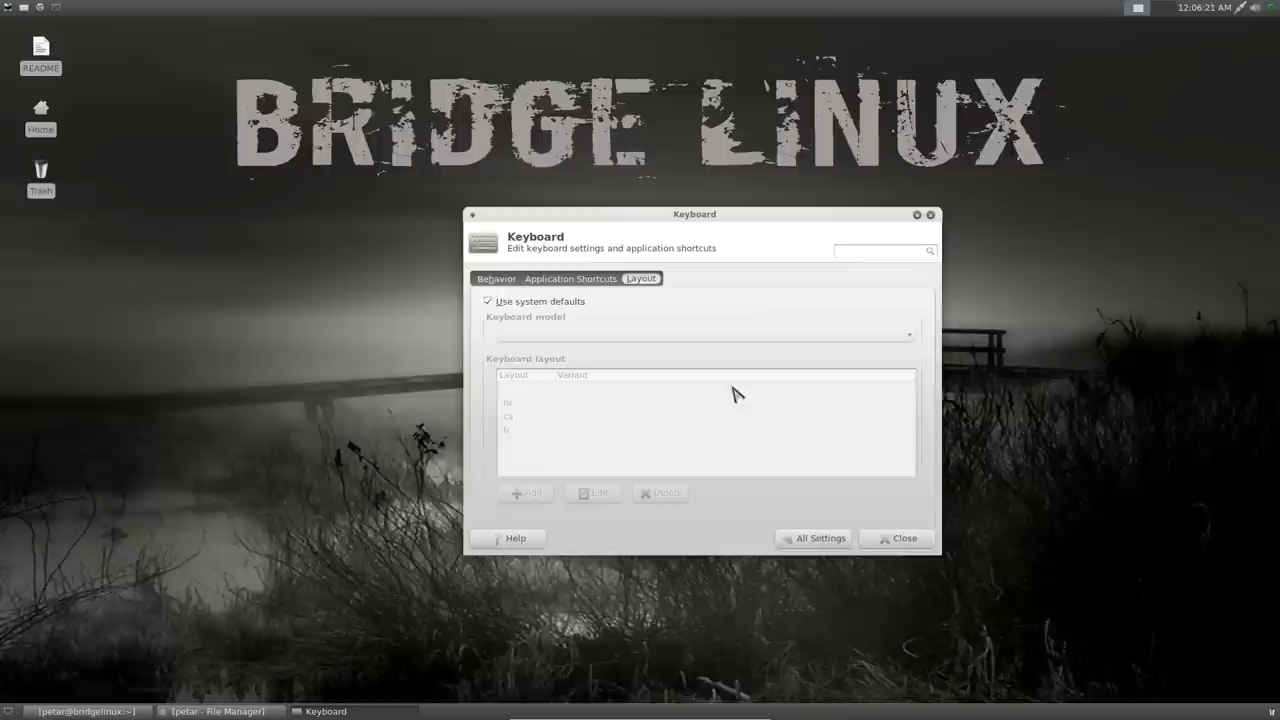 12:06:21 AM
README
Home
Trash
BRIDGE LINUX
Keyboard
Keyboard
Edit keyboard settings and application shortcuts
Behavior Application Shortcuts Layout
Use system defaults
Keyboard model
Keyboard layout
Layout Variant
ca
Add Edit Delete
Help All Settings Close
[petar@bridgelinux:~] [petar - File Manager] Keyboard